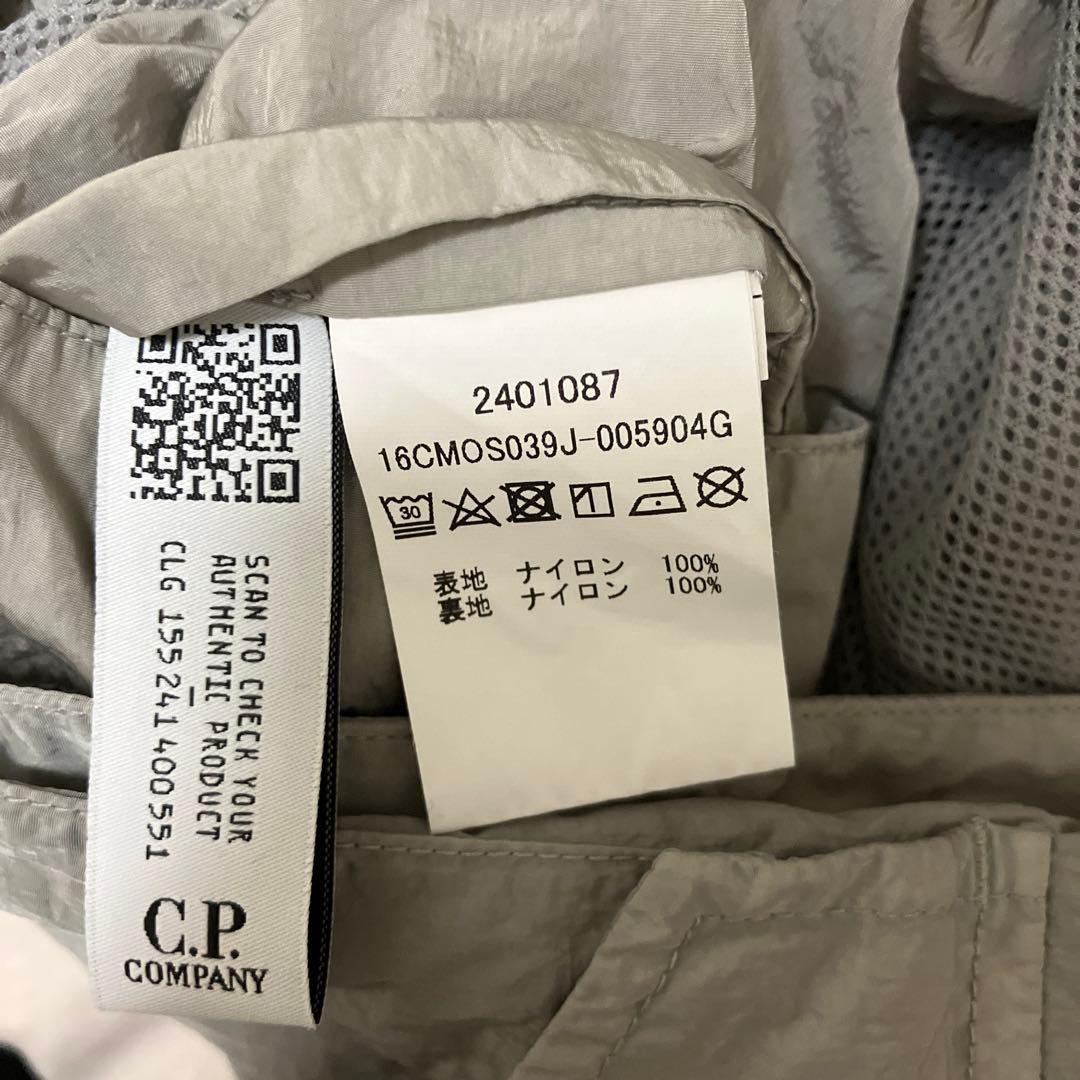 SCAN TO CHECK YOUR
AUTHENTIC PRODUCT
CLG 155241400551
C.P.
COMPANY
2401087
16CMOS039J-005904G
30
表地 ナイロン 100%
裏地 ナイロン 100%